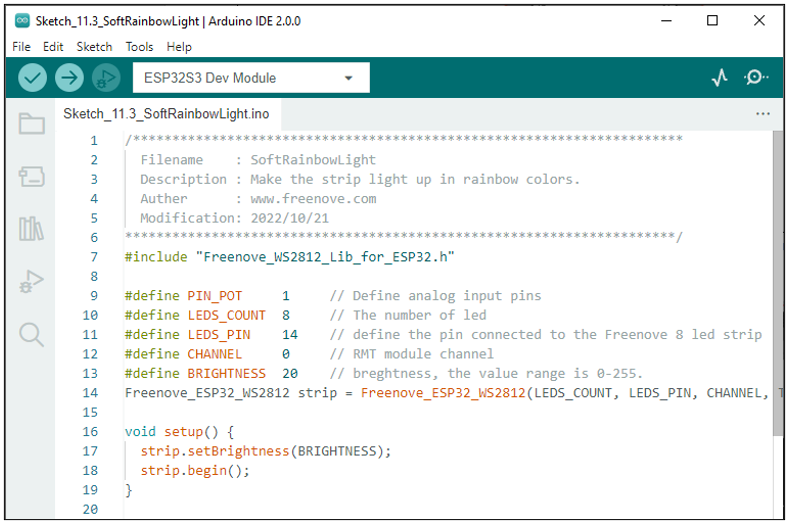 Sketch_11.3_SoftRainbowLight | Arduino IDE 2.0.0
File Edit Sketch Tools Help
ESP32S3 Dev Module
Sketch_11.3_SoftRainbowLight.ino
1 /**********************************************************************
2 Filename    : SoftRainbowLight
3 Description : Make the strip light up in rainbow colors.
4 Auther      : www.freenove.com
5 Modification: 2022/10/21
6 **********************************************************************/
7 #include "Freenove_WS2812_Lib_for_ESP32.h"
8
9 #define PIN_POT     1     // Define analog input pins
10 #define LEDS_COUNT  8     // The number of led
11 #define LEDS_PIN    14    // define the pin connected to the Freenove 8 led strip
12 #define CHANNEL     0     // RMT module channel
13 #define BRIGHTNESS  20    // breghtness, the value range is 0-255.
14 Freenove_ESP32_WS2812 strip = Freenove_ESP32_WS2812(LEDS_COUNT, LEDS_PIN, CHANNEL,
15
16 void setup() {
17   strip.setBrightness(BRIGHTNESS);
18   strip.begin();
19 }
20